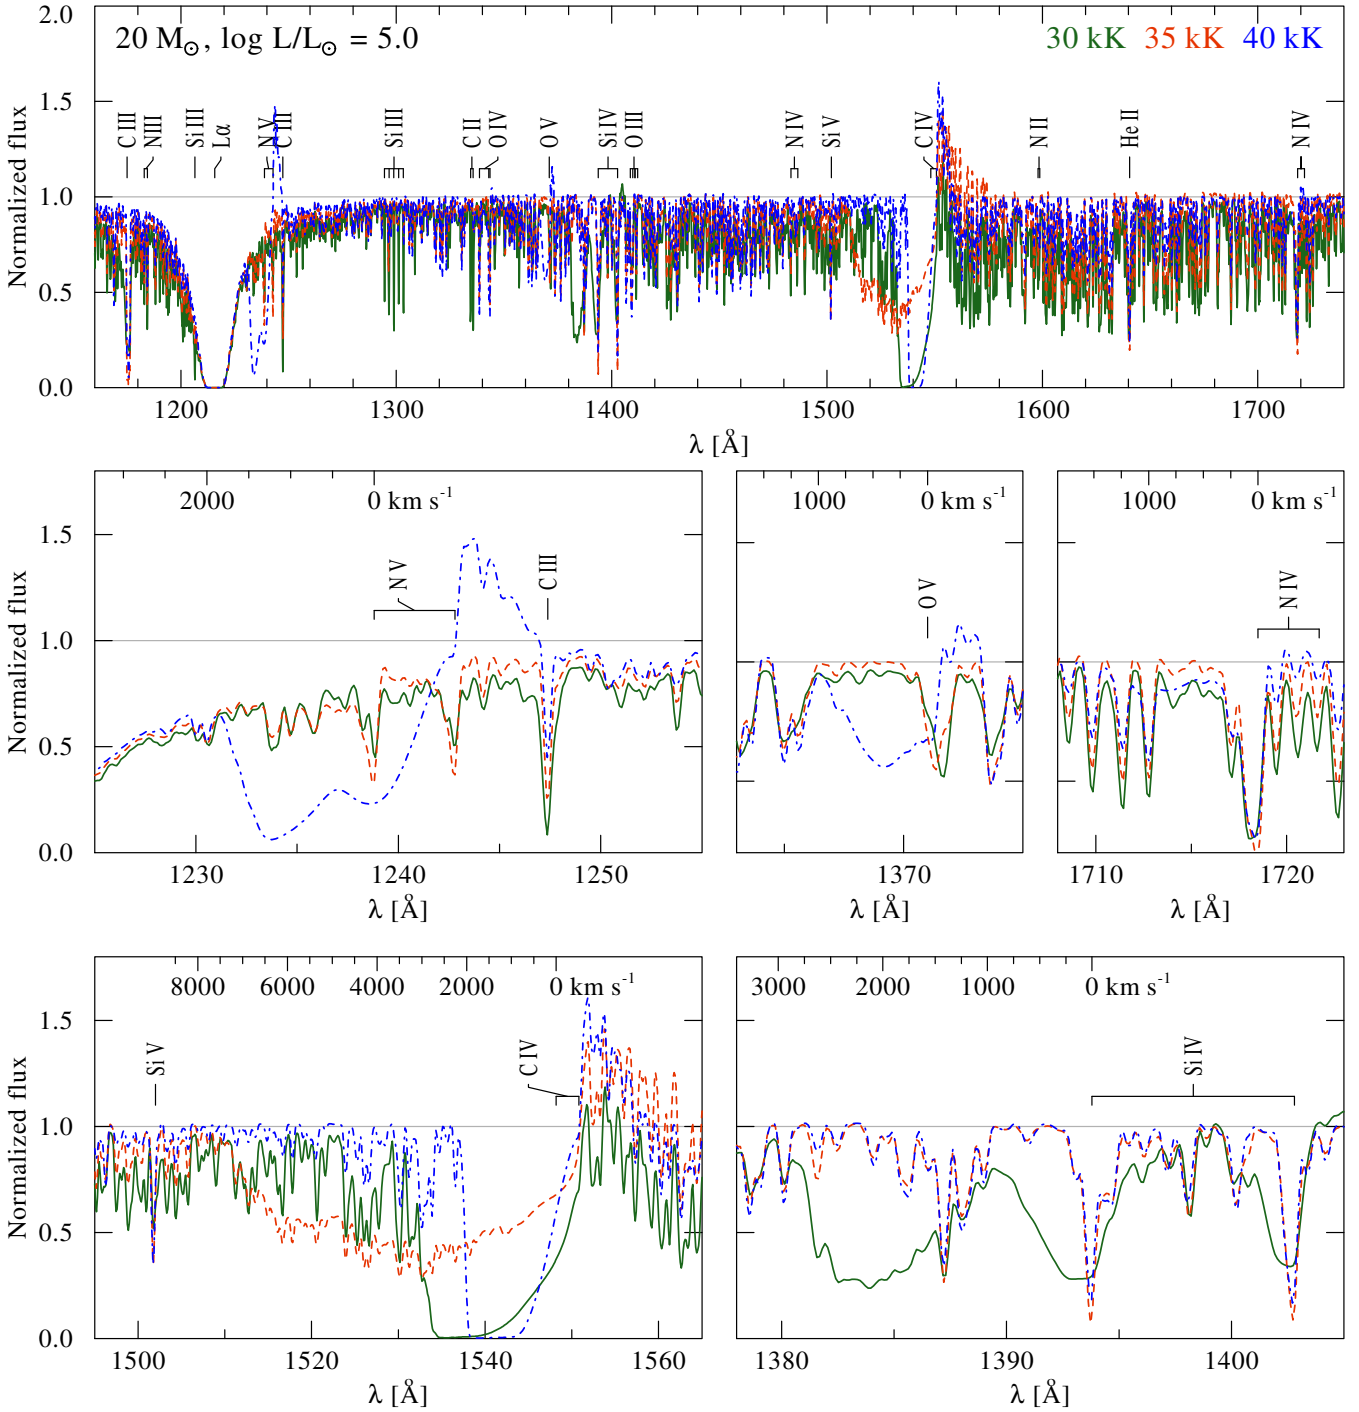 20 M☉, log L/L☉ = 5.0
30 kK 35 kK 40 kK
2.0
1.5
1.0
0.5
0.0
Normalized flux
C III
N III
Si III
Lα
N V
C III
Si III
C II
O IV
O V
Si IV
O III
N IV
Si V
C IV
N II
He II
N IV
1200 1300 1400 1500 1600 1700
λ [Å]
2000 0 km s⁻¹
1.5
1.0
0.5
0.0
Normalized flux
N V
C III
1230 1240 1250
λ [Å]
1000 0 km s⁻¹
O V
1370
λ [Å]
1000 0 km s⁻¹
N IV
1710 1720
λ [Å]
8000 6000 4000 2000 0 km s⁻¹
1.5
1.0
0.5
0.0
Normalized flux
Si V
C IV
1500 1520 1540 1560
λ [Å]
3000 2000 1000 0 km s⁻¹
Si IV
1380 1390 1400
λ [Å]